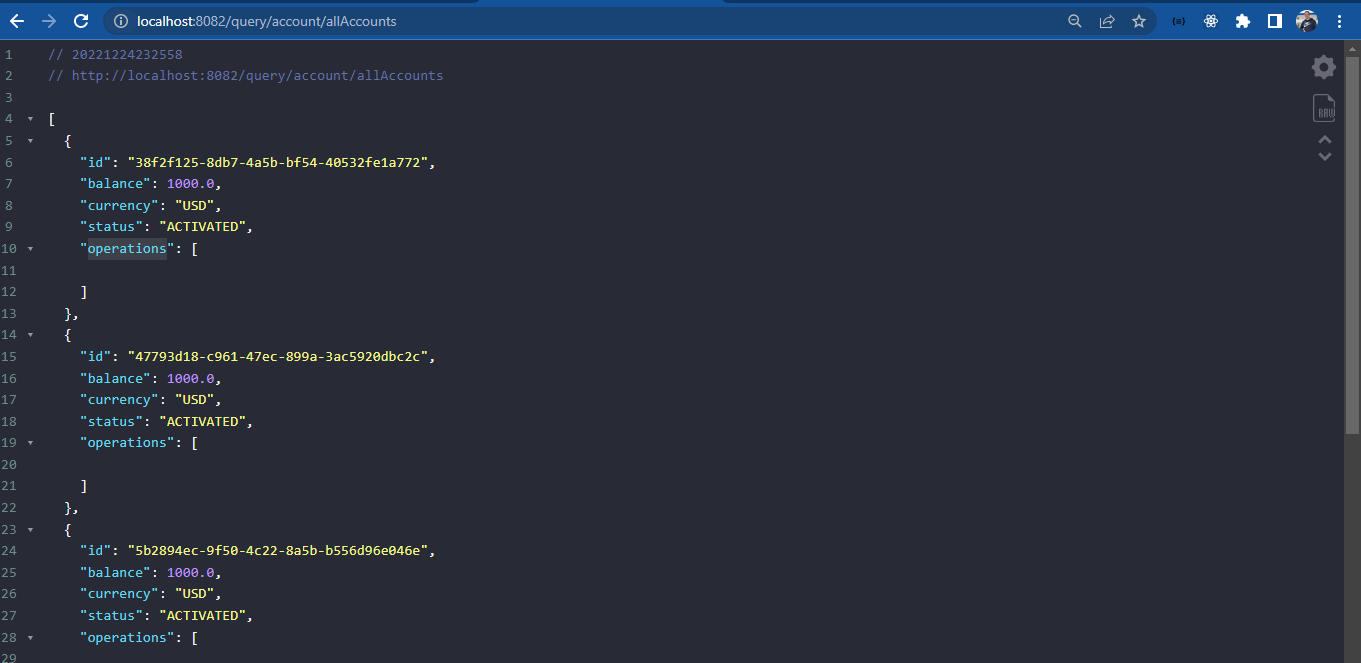 localhost:8082/query/account/allAccounts
1 // 20221224232558
2 // http://localhost:8082/query/account/allAccounts
3
4 [
5 {
6 "id": "38f2f125-8db7-4a5b-bf54-40532fe1a772",
7 "balance": 1000.0,
8 "currency": "USD",
9 "status": "ACTIVATED",
10 "operations": [
11
12 ]
13 },
14 {
15 "id": "47793d18-c961-47ec-899a-3ac5920dbc2c",
16 "balance": 1000.0,
17 "currency": "USD",
18 "status": "ACTIVATED",
19 "operations": [
20
21 ]
22 },
23 {
24 "id": "5b2894ec-9f50-4c22-8a5b-b556d96e046e",
25 "balance": 1000.0,
26 "currency": "USD",
27 "status": "ACTIVATED",
28 "operations": [
29
RAW